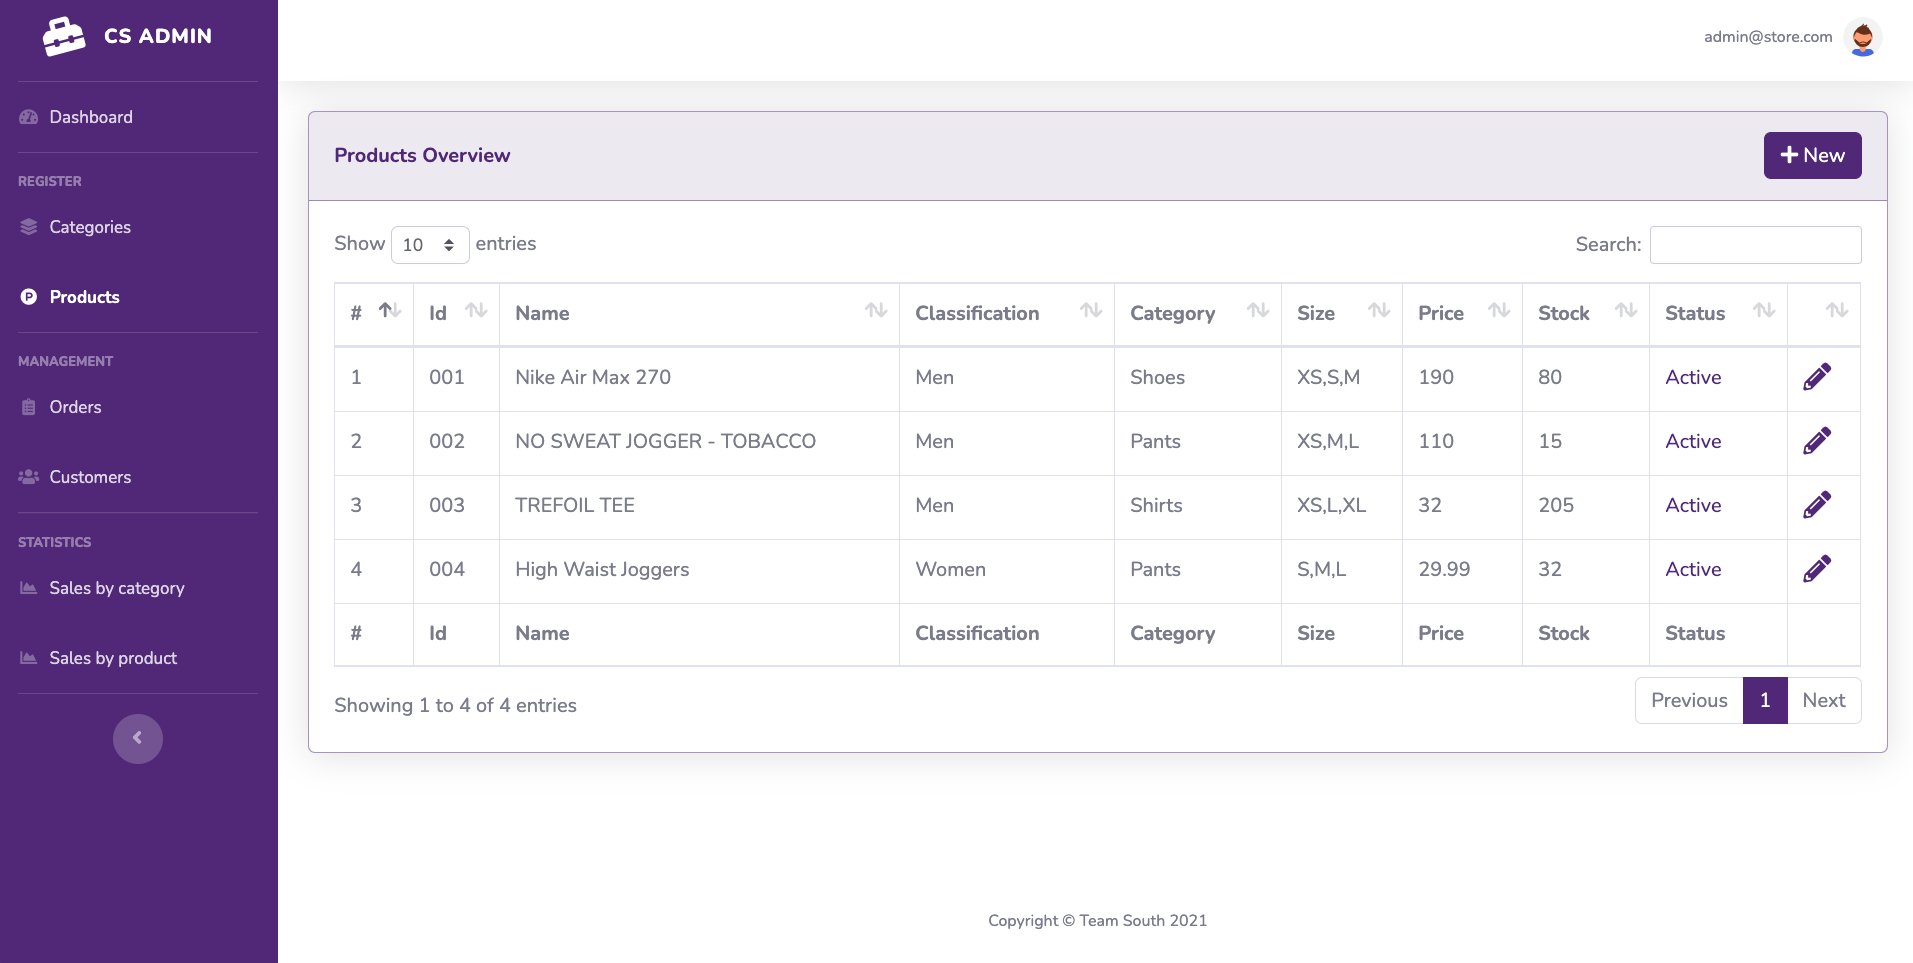 CS ADMIN
admin@store.com
Dashboard
REGISTER
Categories
Products
MANAGEMENT
Orders
Customers
STATISTICS
Sales by category
Sales by product
Products Overview
New
Show 10 entries
Search:
# Id Name Classification Category Size Price Stock Status
1 001 Nike Air Max 270 Men Shoes XS,S,M 190 80 Active
2 002 NO SWEAT JOGGER - TOBACCO Men Pants XS,M,L 110 15 Active
3 003 TREFOIL TEE Men Shirts XS,L,XL 32 205 Active
4 004 High Waist Joggers Women Pants S,M,L 29.99 32 Active
# Id Name Classification Category Size Price Stock Status
Showing 1 to 4 of 4 entries
Previous 1 Next
Copyright © Team South 2021